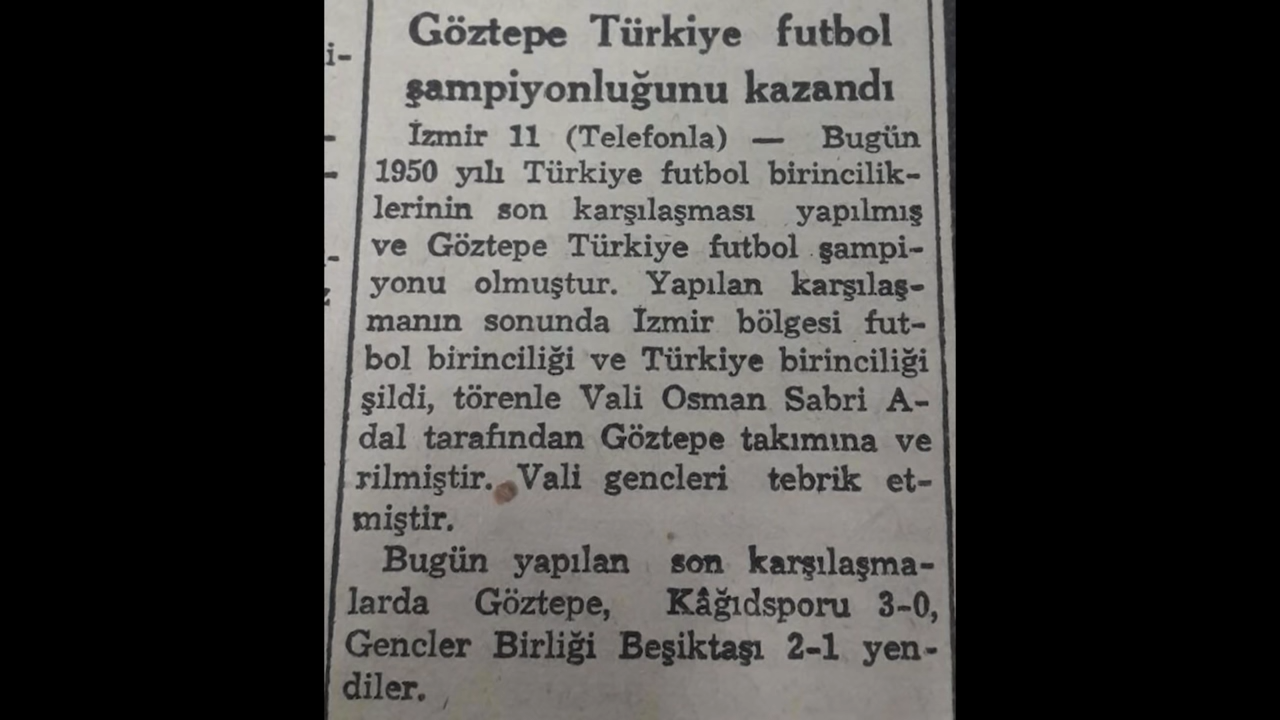 Göztepe Türkiye futbol
şampiyonluğunu kazandı
İzmir 11 (Telefonla) — Bugün
1950 yılı Türkiye futbol birincilik-
lerinin son karşılaşması yapılmış
ve Göztepe Türkiye futbol şampi-
yonu olmuştur. Yapılan karşılaş-
manın sonunda İzmir bölgesi fut-
bol birinciliği ve Türkiye birinciliği
şildi, törenle Vali Osman Sabri A-
dal tarafından Göztepe takımına ve
rilmiştir. Vali gencleri tebrik et-
miştir.
Bugün yapılan son karşılaşma-
larda Göztepe, Kâğıdsporu 3-0,
Gencler Birliği Beşiktaşı 2-1 yen-
diler.